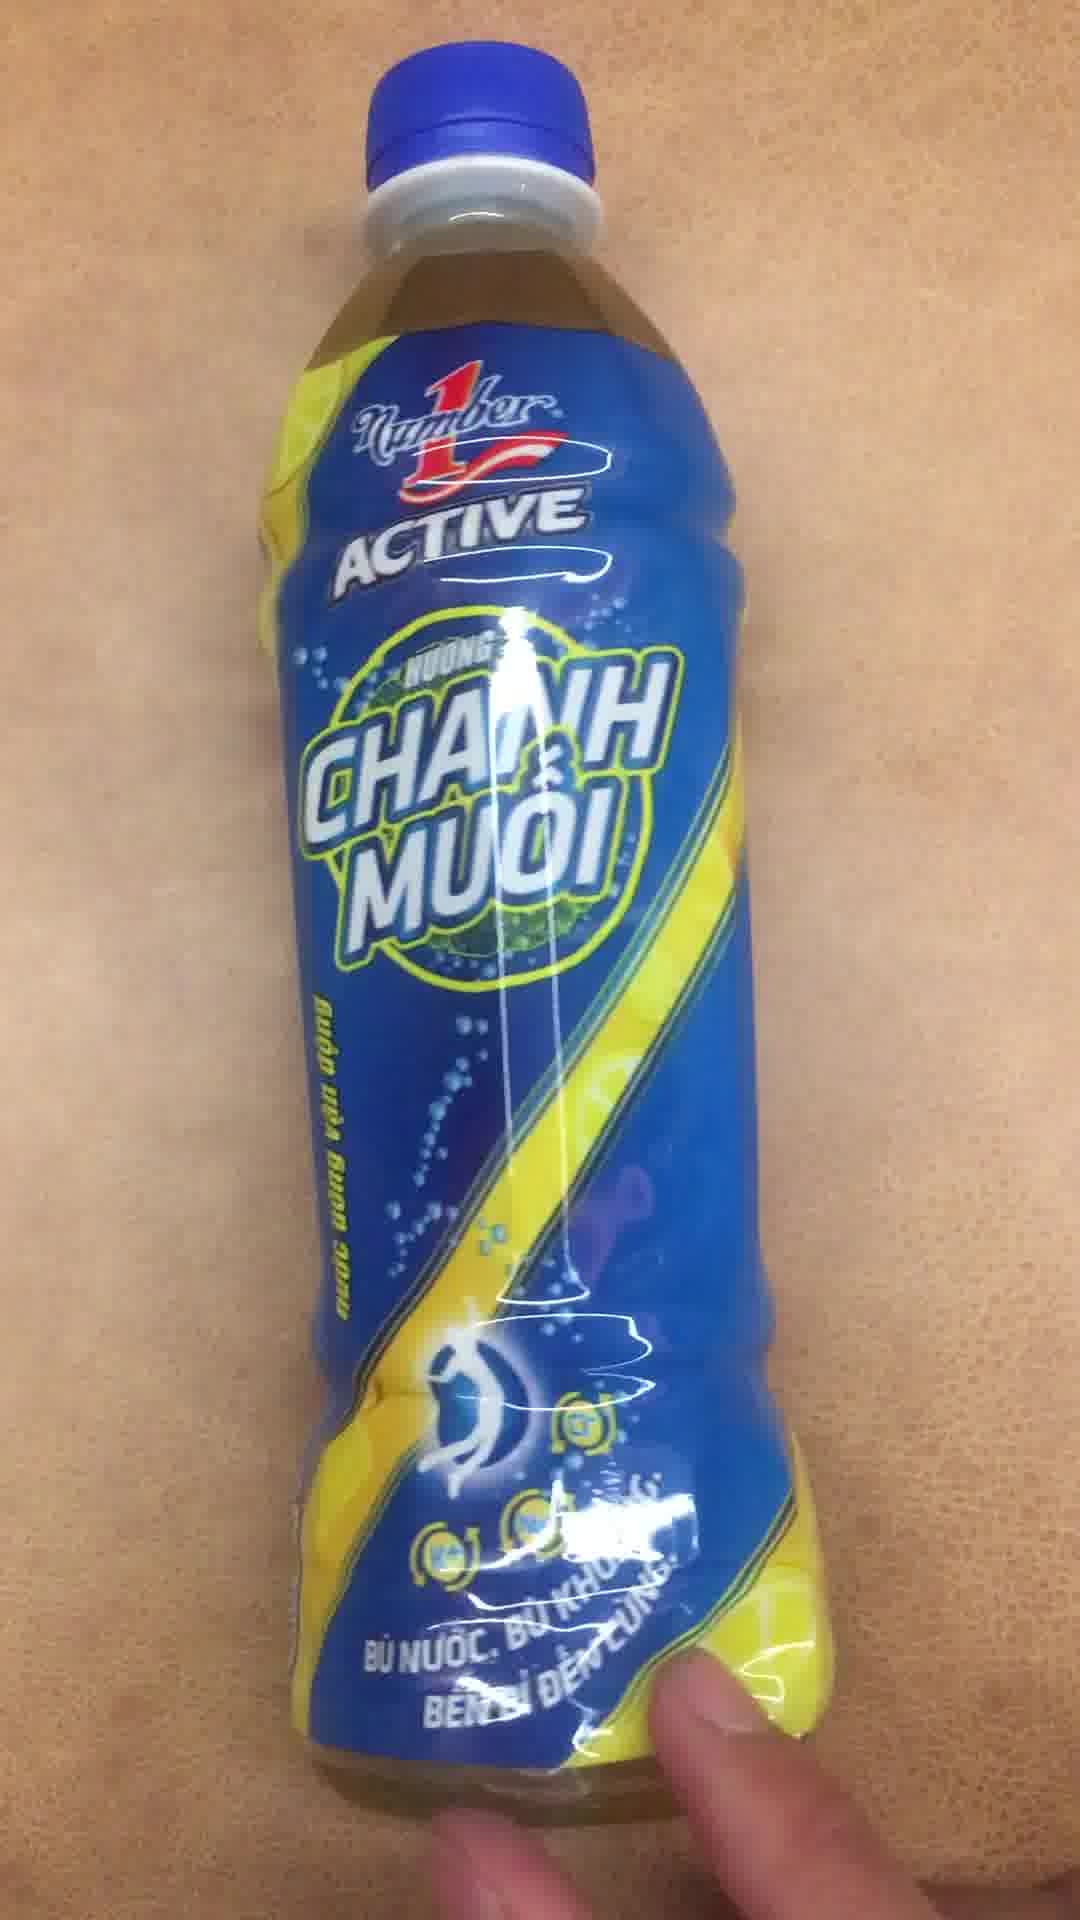 Number 1
ACTIVE
HƯƠNG
CHANH
MUỐI
nước uống vận động
BÙ NƯỚC. BÙ KHOÁNG.
BỀN BỈ ĐẾN CÙNG.